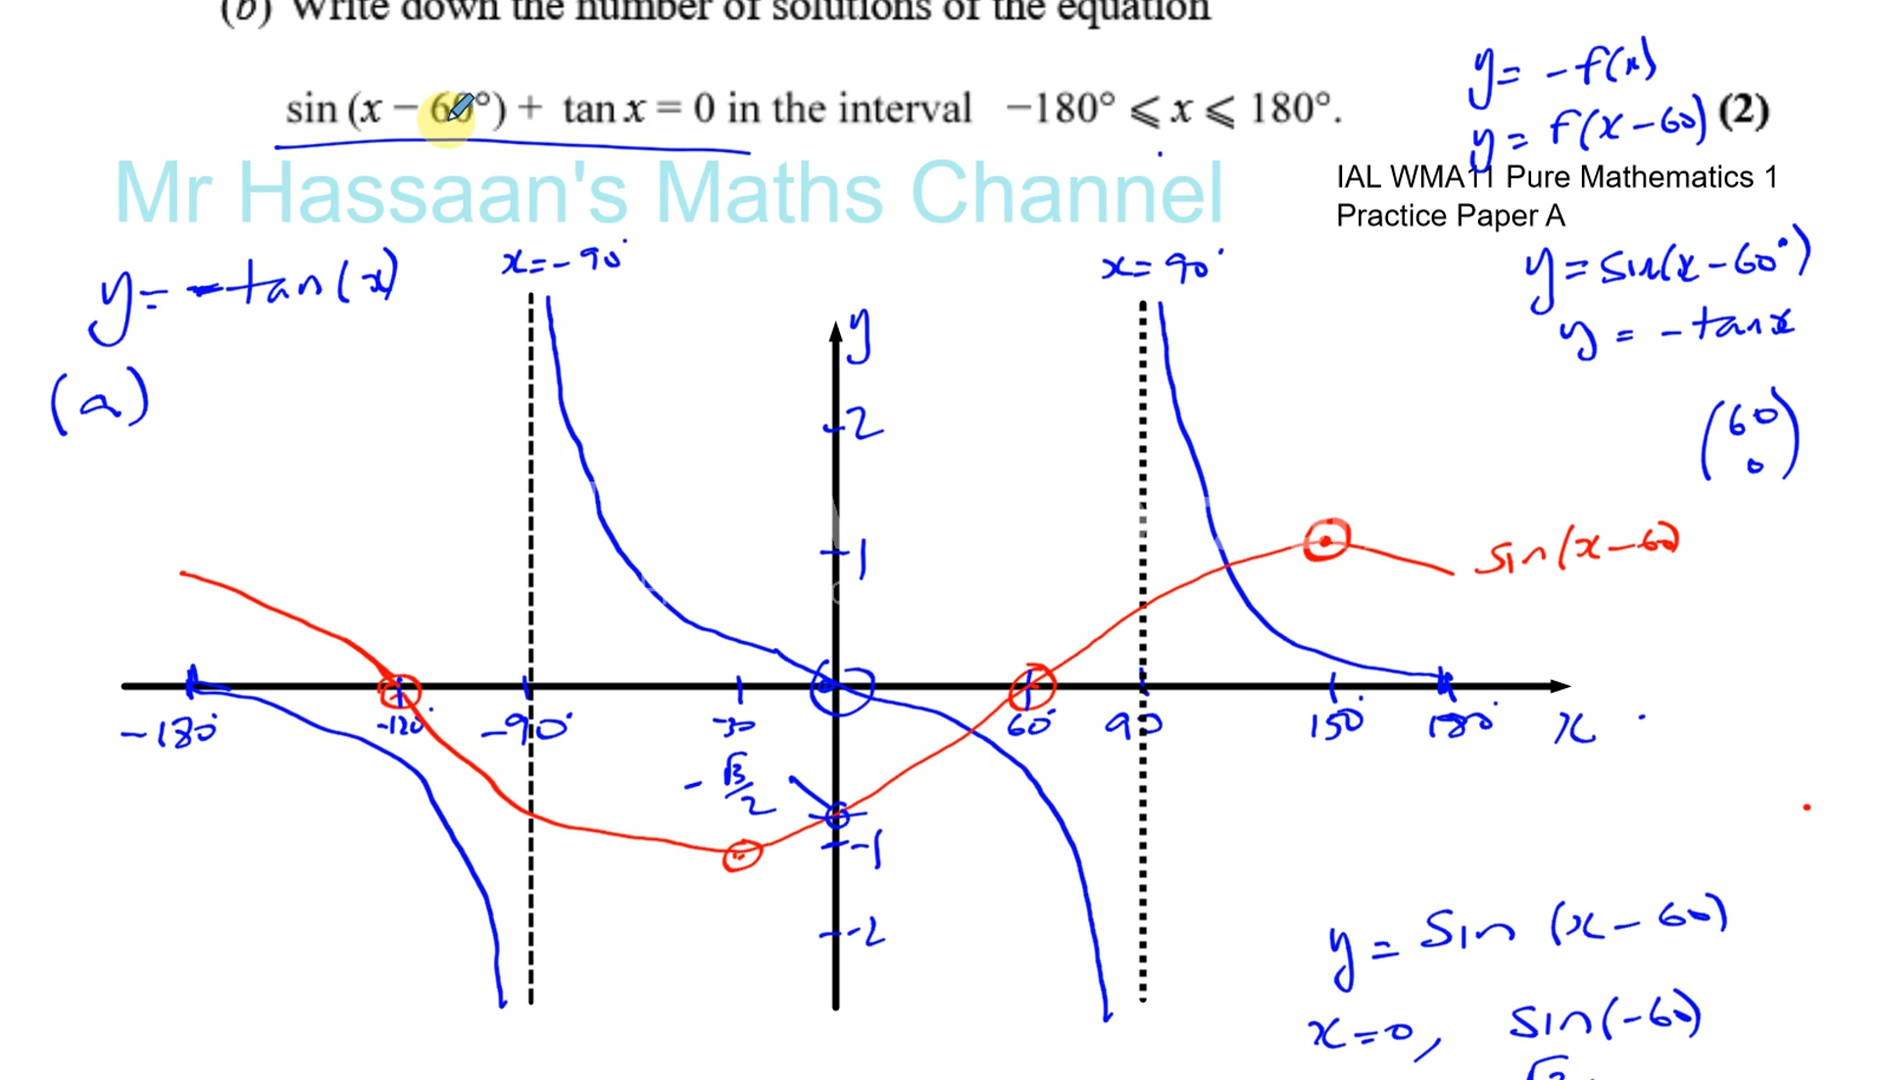 (b) Write down the number of solutions of the equation
sin (x − 60°) + tan x = 0 in the interval −180° ⩽ x ⩽ 180°.
(2)
y = -f(x)
y = f(x-60)
y
IAL WMA11 Pure Mathematics 1
Practice Paper A
Mr Hassaan's Maths Channel
y = -tan(x)
x=-90°
x=90°
y = sin(x-60°)
y = -tanx
(a)
y
2
(60
0)
1
sin(x-60)
-180°
-120°
-90°
-30
60°
90
150°
180°
x
-√3/2
-1
-2
y = sin (x-60)
x=0, sin(-60)